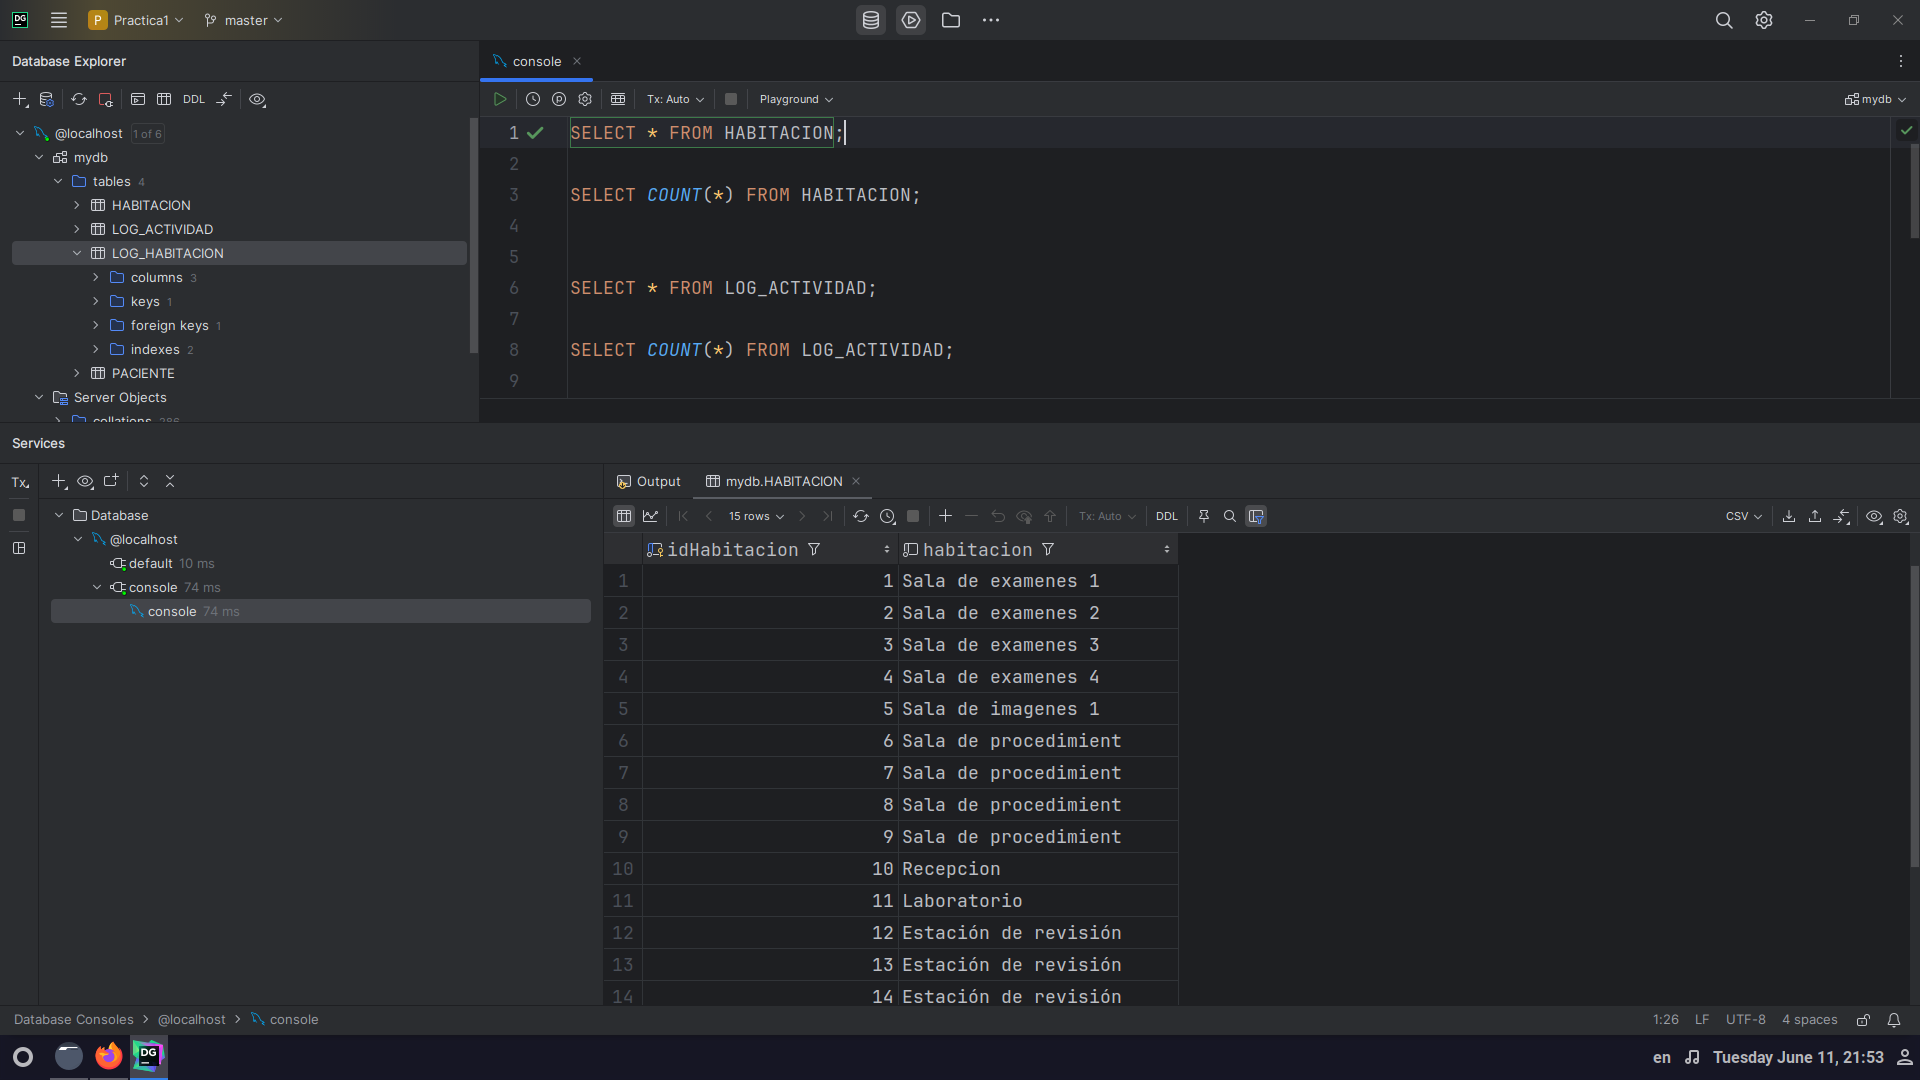 DG P Practica1 master
Database Explorer
console
DDL
Tx: Auto Playground mydb
@localhost 1 of 6
mydb
tables 4
HABITACION
LOG_ACTIVIDAD
LOG_HABITACION
columns 3
keys 1
foreign keys 1
indexes 2
PACIENTE
Server Objects
1 SELECT * FROM HABITACION;
2
3 SELECT COUNT(*) FROM HABITACION;
4
5
6 SELECT * FROM LOG_ACTIVIDAD;
7
8 SELECT COUNT(*) FROM LOG_ACTIVIDAD;
9
Services
Tx
Database
@localhost
default 10 ms
console 74 ms
console 74 ms
Output mydb.HABITACION
15 rows Tx: Auto DDL CSV
idHabitacion habitacion
1 1 Sala de examenes 1
2 2 Sala de examenes 2
3 3 Sala de examenes 3
4 4 Sala de examenes 4
5 5 Sala de imagenes 1
6 6 Sala de procedimient
7 7 Sala de procedimient
8 8 Sala de procedimient
9 9 Sala de procedimient
10 10 Recepcion
11 11 Laboratorio
12 12 Estación de revisión
13 13 Estación de revisión
14 14 Estación de revisión
Database Consoles > @localhost > console
1:26 LF UTF-8 4 spaces
DG
en Tuesday June 11, 21:53